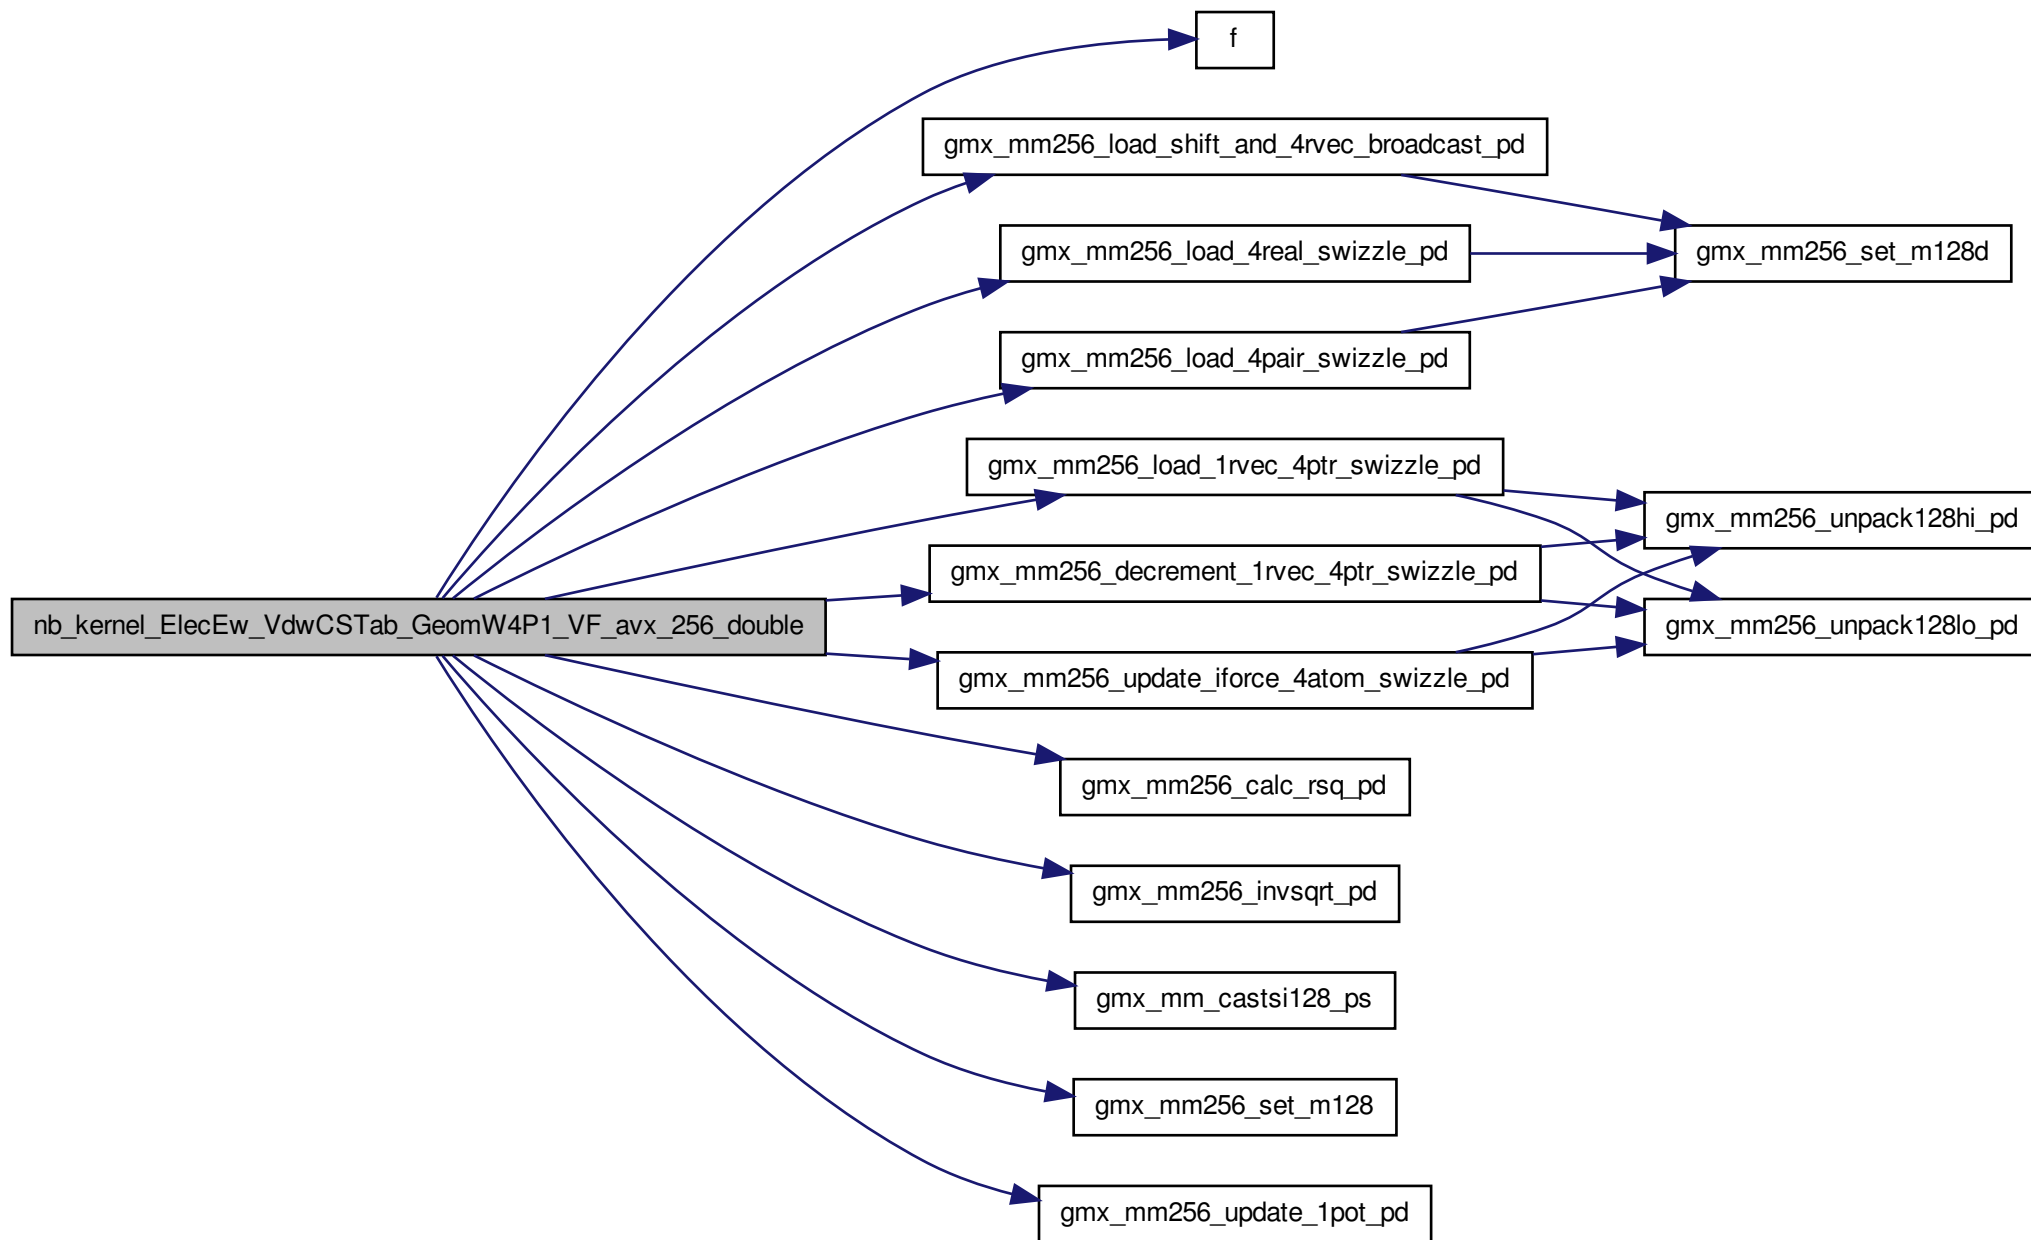 f
gmx_mm256_load_shift_and_4rvec_broadcast_pd
gmx_mm256_load_4real_swizzle_pd
gmx_mm256_set_m128d
gmx_mm256_load_4pair_swizzle_pd
gmx_mm256_load_1rvec_4ptr_swizzle_pd
gmx_mm256_unpack128hi_pd
gmx_mm256_decrement_1rvec_4ptr_swizzle_pd
nb_kernel_ElecEw_VdwCSTab_GeomW4P1_VF_avx_256_double
gmx_mm256_unpack128lo_pd
gmx_mm256_update_iforce_4atom_swizzle_pd
gmx_mm256_calc_rsq_pd
gmx_mm256_invsqrt_pd
gmx_mm_castsi128_ps
gmx_mm256_set_m128
gmx_mm256_update_1pot_pd